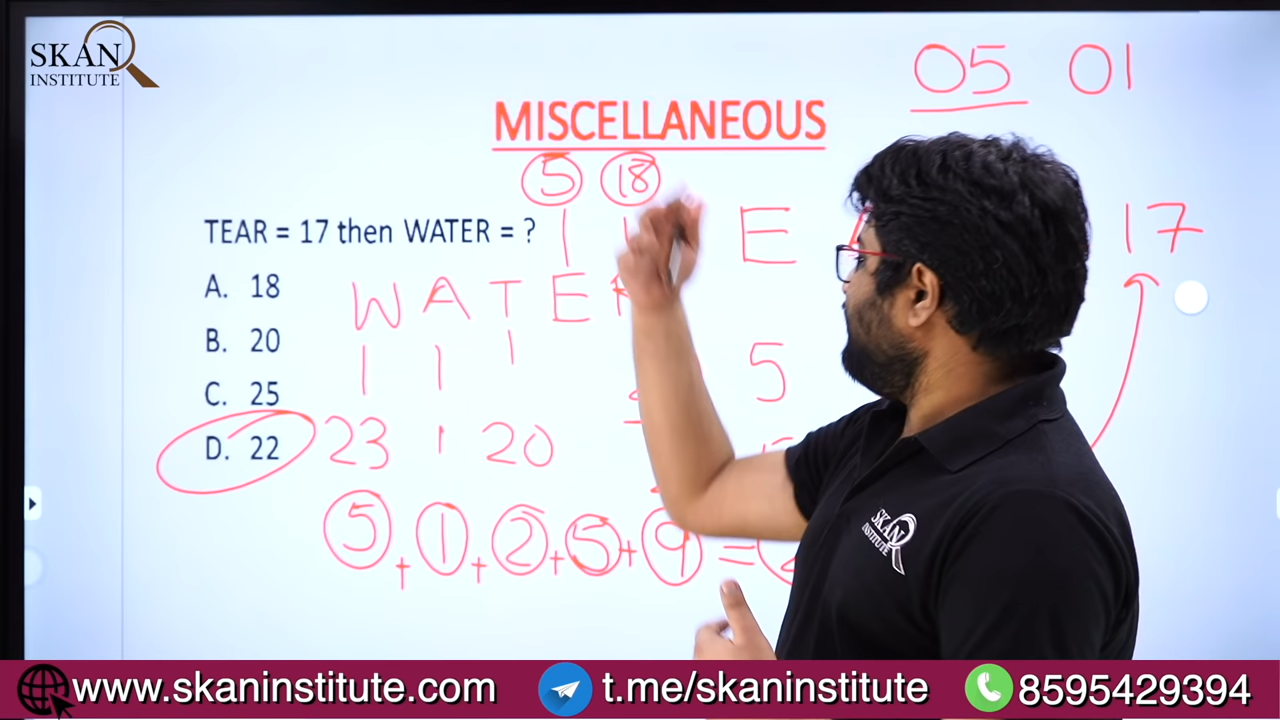 SKAN
INSTITUTE
05 01
MISCELLANEOUS
5 18
TEAR = 17 then WATER = ?
E 17
A. 18
WATE
B. 20
5
C. 25
D. 22
23 1 20
5 + 1 + 2 + 5 + 9 =
SKAN
INSTITUTE
www.skaninstitute.com t.me/skaninstitute 8595429394